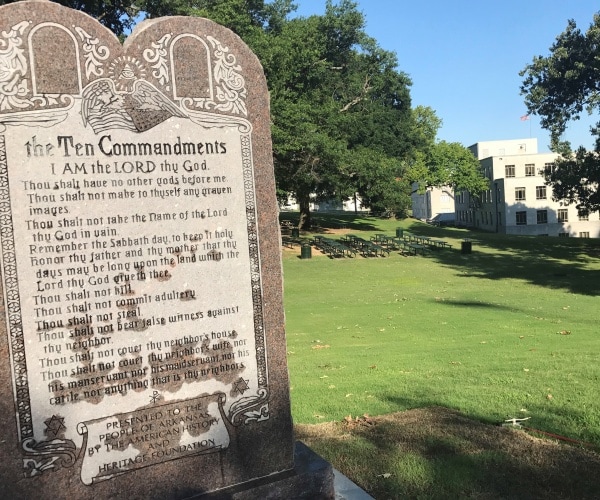 the Ten Commandments
I AM the LORD thy God.
Thou shalt have no other gods before me.
Thou shalt not make to thyself any graven
images.
Thou shalt not take the Name of the Lord
thy God in vain.
Remember the Sabbath day, to keep it holy.
Honor thy father and thy mother that thy
days may be long upon the land which the
Lord thy God giveth thee.
Thou shalt not kill.
Thou shalt not commit adultery.
Thou shalt not steal.
Thou shalt not bear false witness against
thy neighbor.
Thou shalt not covet thy neighbor's house.
Thou shalt not covet thy neighbor's wife nor
his manservant nor his maidservant nor his
cattle nor anything that is thy neighbor's.
PRESENTED TO THE
PEOPLE OF ARKANSAS
BY THE AMERICAN HISTORY
AND
HERITAGE FOUNDATION